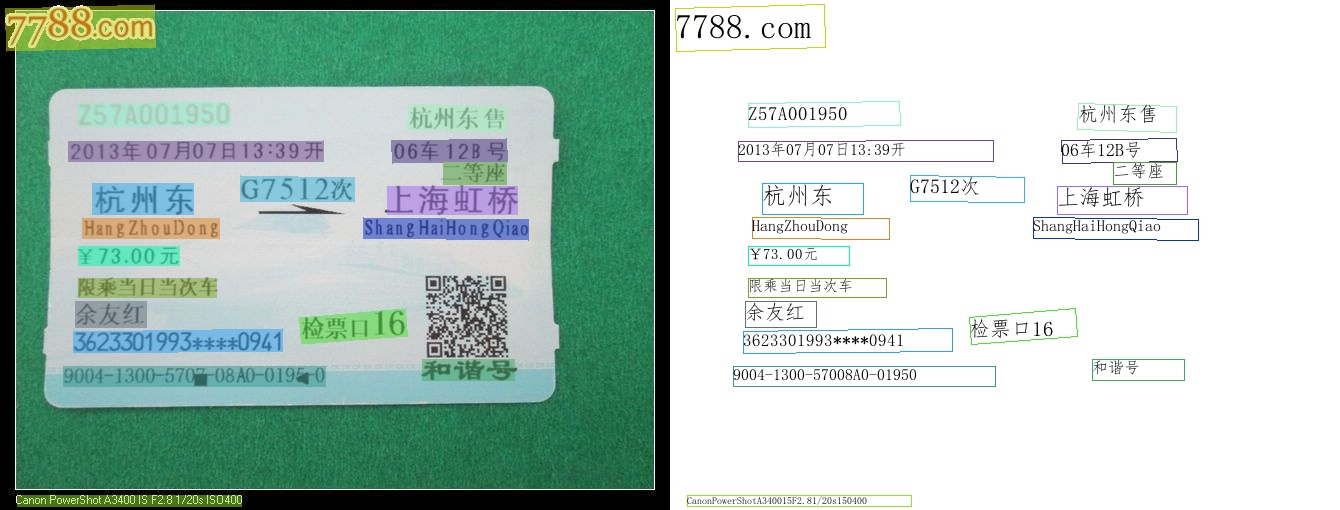 7788.com
7788.com
Z57A001950
杭州东售
2013年07月07日13:39开
06车12B号
二等座
杭州东
G7512次
上海虹桥
HangZhouDong
ShangHaiHongQiao
￥73.00元
限乘当日当次车
余友红
检票口16
3623301993****0941
和谐号
Canon PowerShot A3400 IS F2.8 1/20s ISO400
Z57A001950
杭州东售
2013年07月07日13:39开
06车12B号
二等座
杭州东
G7512次
上海虹桥
HangZhouDong
ShangHaiHongQiao
￥73.00元
限乘当日当次车
余友红
检票口16
3623301993****0941
和谐号
9004-1300-57008A0-01950
CanonPowerShotA340015F2.81/20s150400